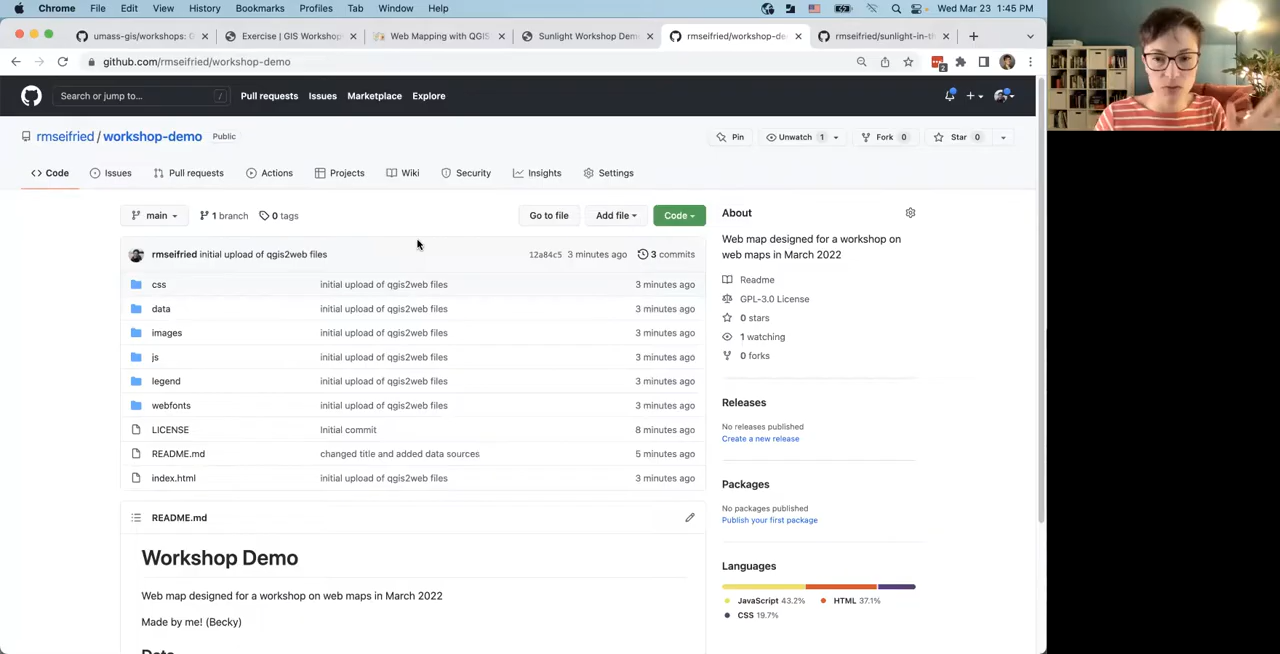 Chrome File Edit View History Bookmarks Profiles Tab Window Help Wed Mar 23 1:45 PM
umass-gis/workshops: Exercise | GIS Workshop Web Mapping with QGIS Sunlight Workshop Dem rmseifried/workshop-de rmseifried/sunlight-in-th
github.com/rmseifried/workshop-demo 2
Search or jump to... / Pull requests Issues Marketplace Explore
rmseifried / workshop-demo Public Pin Unwatch 1 Fork 0 Star 0
Code Issues Pull requests Actions Projects Wiki Security Insights Settings
main 1 branch 0 tags Go to file Add file Code
rmseifried initial upload of qgis2web files 12a84c5 3 minutes ago 3 commits
css initial upload of qgis2web files 3 minutes ago
data initial upload of qgis2web files 3 minutes ago
images initial upload of qgis2web files 3 minutes ago
js initial upload of qgis2web files 3 minutes ago
legend initial upload of qgis2web files 3 minutes ago
webfonts initial upload of qgis2web files 3 minutes ago
LICENSE Initial commit 8 minutes ago
README.md changed title and added data sources 5 minutes ago
index.html initial upload of qgis2web files 3 minutes ago
README.md
Workshop Demo
Web map designed for a workshop on web maps in March 2022
Made by me! (Becky)
Data
About
Web map designed for a workshop on
web maps in March 2022
Readme
GPL-3.0 License
0 stars
1 watching
0 forks
Releases
No releases published
Create a new release
Packages
No packages published
Publish your first package
Languages
JavaScript 43.2% HTML 37.1%
CSS 19.7%